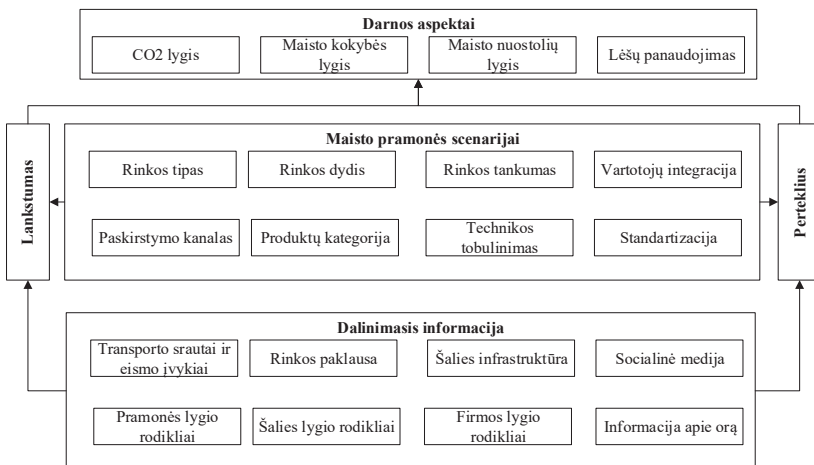 Darnos aspektai
CO2 lygis
Maisto kokybės
lygis
Maisto nuostolių
lygis
Lėšų panaudojimas
Lankstumas
Maisto pramonės scenarijai
Rinkos tipas
Rinkos dydis
Rinkos tankumas
Vartotojų integracija
Paskirstymo kanalas
Produktų kategorija
Technikos
tobulinimas
Standartizacija
Perteklius
Dalinimasis informacija
Transporto srautai ir
eismo įvykiai
Rinkos paklausa
Šalies infrastruktūra
Socialinė medija
Pramonės lygio
rodikliai
Šalies lygio rodikliai
Firmos lygio
rodikliai
Informacija apie orą